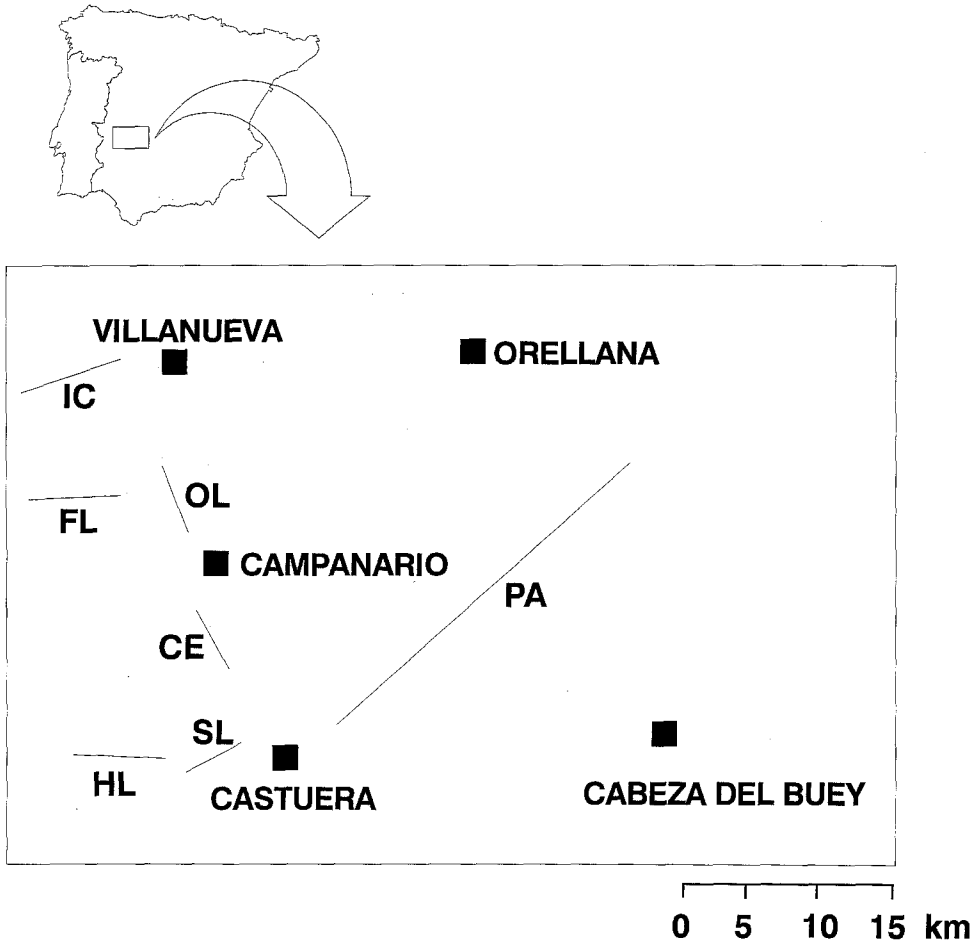 VILLANUEVA
ORELLANA
IC
OL
FL
CAMPANARIO
PA
CE
SL
HL
CASTUERA
CABEZA DEL BUEY
0 5 10 15 km